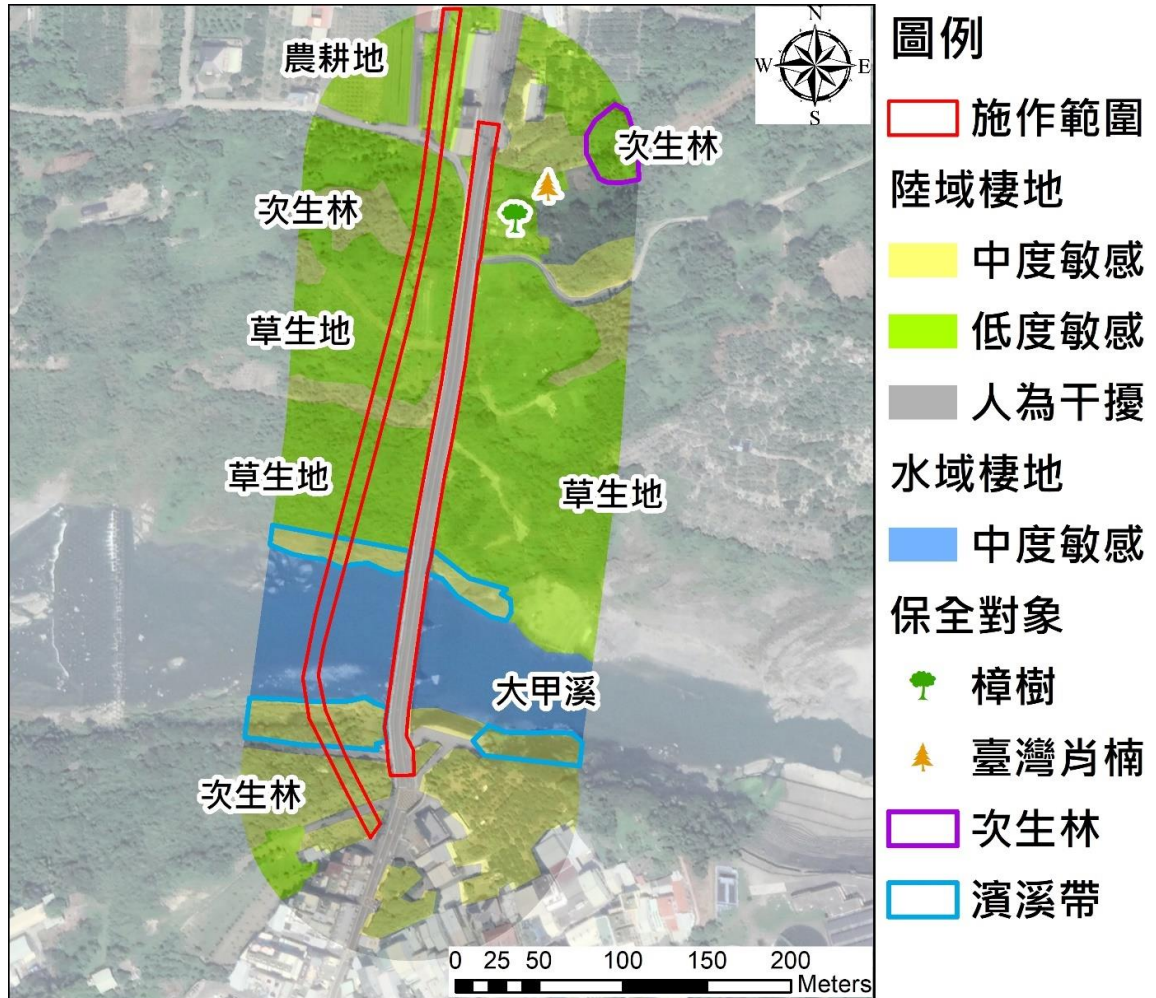 N
W
E
S
農耕地
次生林
次生林
草生地
草生地
草生地
大甲溪
次生林
0 25 50 100 150 200
Meters
圖例
施作範圍
陸域棲地
中度敏感
低度敏感
人為干擾
水域棲地
中度敏感
保全對象
樟樹
臺灣肖楠
次生林
濱溪帶